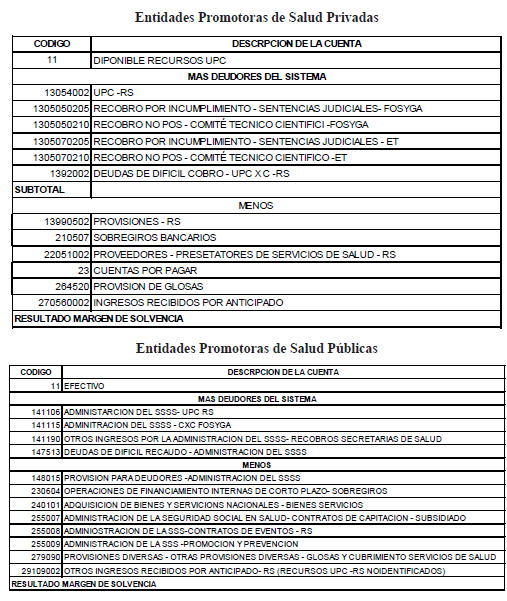 Entidades Promotoras de Salud Privadas
CODIGO DESCRPCION DE LA CUENTA
11 DIPONIBLE RECURSOS UPC
MAS DEUDORES DEL SISTEMA
13054002 UPC -RS
1305050205 RECOBRO POR INCUMPLIMIENTO - SENTENCIAS JUDICIALES- FOSYGA
1305050210 RECOBRO NO POS - COMITÉ TECNICO CIENTIFICI -FOSYGA
1305070205 RECOBRO POR INCUMPLIMIENTO - SENTENCIAS JUDICIALES - ET
1305070210 RECOBRO NO POS - COMITÉ TECNICO CIENTIFICO -ET
1392002 DEUDAS DE DIFICIL COBRO - UPC X C -RS
SUBTOTAL
MENOS
13990502 PROVISIONES - RS
210507 SOBREGIROS BANCARIOS
22051002 PROVEEDORES - PRESETATORES DE SERVICIOS DE SALUD - RS
23 CUENTAS POR PAGAR
264520 PROVISION DE GLOSAS
270560002 INGRESOS RECIBIDOS POR ANTICIPADO
RESULTADO MARGEN DE SOLVENCIA
Entidades Promotoras de Salud Públicas
CODIGO DESCRPCION DE LA CUENTA
11 EFECTIVO
MAS DEUDORES DEL SISTEMA
141106 ADMINISTARCION DEL SSSS- UPC RS
141115 ADMINITRACION DEL SSSS - CXC FOSYGA
141190 OTROS INGRESOS POR LA ADMINISTRACION DEL SSSS- RECOBROS SECRETARIAS DE SALUD
147513 DEUDAS DE DIFICIL RECAUDO - ADMINISTRACION DEL SSSS
MENOS
148015 PROVISION PARA DEUDORES -ADMINISTRACION DEL SSSS
230604 OPERACIONES DE FINANCIAMIENTO INTERNAS DE CORTO PLAZO- SOBREGIROS
240101 ADQUISICION DE BIENES Y SERVICIONS NACIONALES - BIENES SERVICIOS
255007 ADMINISTRACION DE LA SEGURIDAD SOCIAL EN SALUD- CONTRATOS DE CAPITACION - SUBSIDIADO
255008 ADMINIOSTRACION DE LA SSS-CONTRATOS DE EVENTOS - RS
255009 ADMINISTRACION DE LA SSS -PROMOCION Y PREVENCION
279090 PROVISIONES DIVERSAS - OTRAS PROVISIONES DIVERSAS - GLOSAS Y CUBRIMIENTO SERVICIOS DE SALUD
29109002 OTROS INGRESOS RECIBIDOS POR ANTICIPADO- RS (RECURSOS UPC -RS NOIDENTIFICADOS)
RESULTADO MARGEN DE SOLVENCIA